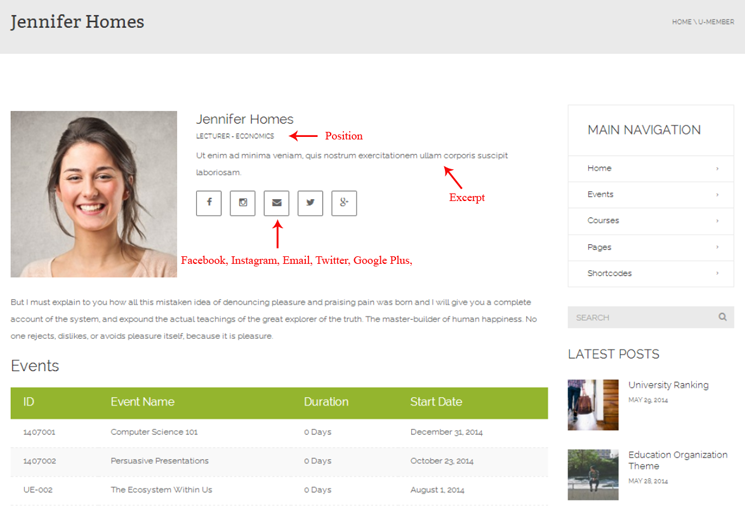 Jennifer Homes
HOME \ U-MEMBER
Jennifer Homes
LECTURER - ECONOMICS
Position
Ut enim ad minima veniam, quis nostrum exercitationem ullam corporis suscipit
laboriosam.
Excerpt
Facebook, Instagram, Email, Twitter, Google Plus,
But I must explain to you how all this mistaken idea of denouncing pleasure and praising pain was born and I will give you a complete
account of the system, and expound the actual teachings of the great explorer of the truth. The master-builder of human happiness. No
one rejects, dislikes, or avoids pleasure itself, because it is pleasure.
Events
ID Event Name Duration Start Date
1407001 Computer Science 101 0 Days December 31, 2014
1407002 Persuasive Presentations 0 Days October 23, 2014
UE-002 The Ecosystem Within Us 0 Days August 1, 2014
MAIN NAVIGATION
Home
Events
Courses
Pages
Shortcodes
SEARCH
LATEST POSTS
University Ranking
MAY 29, 2014
Education Organization
Theme
MAY 28, 2014